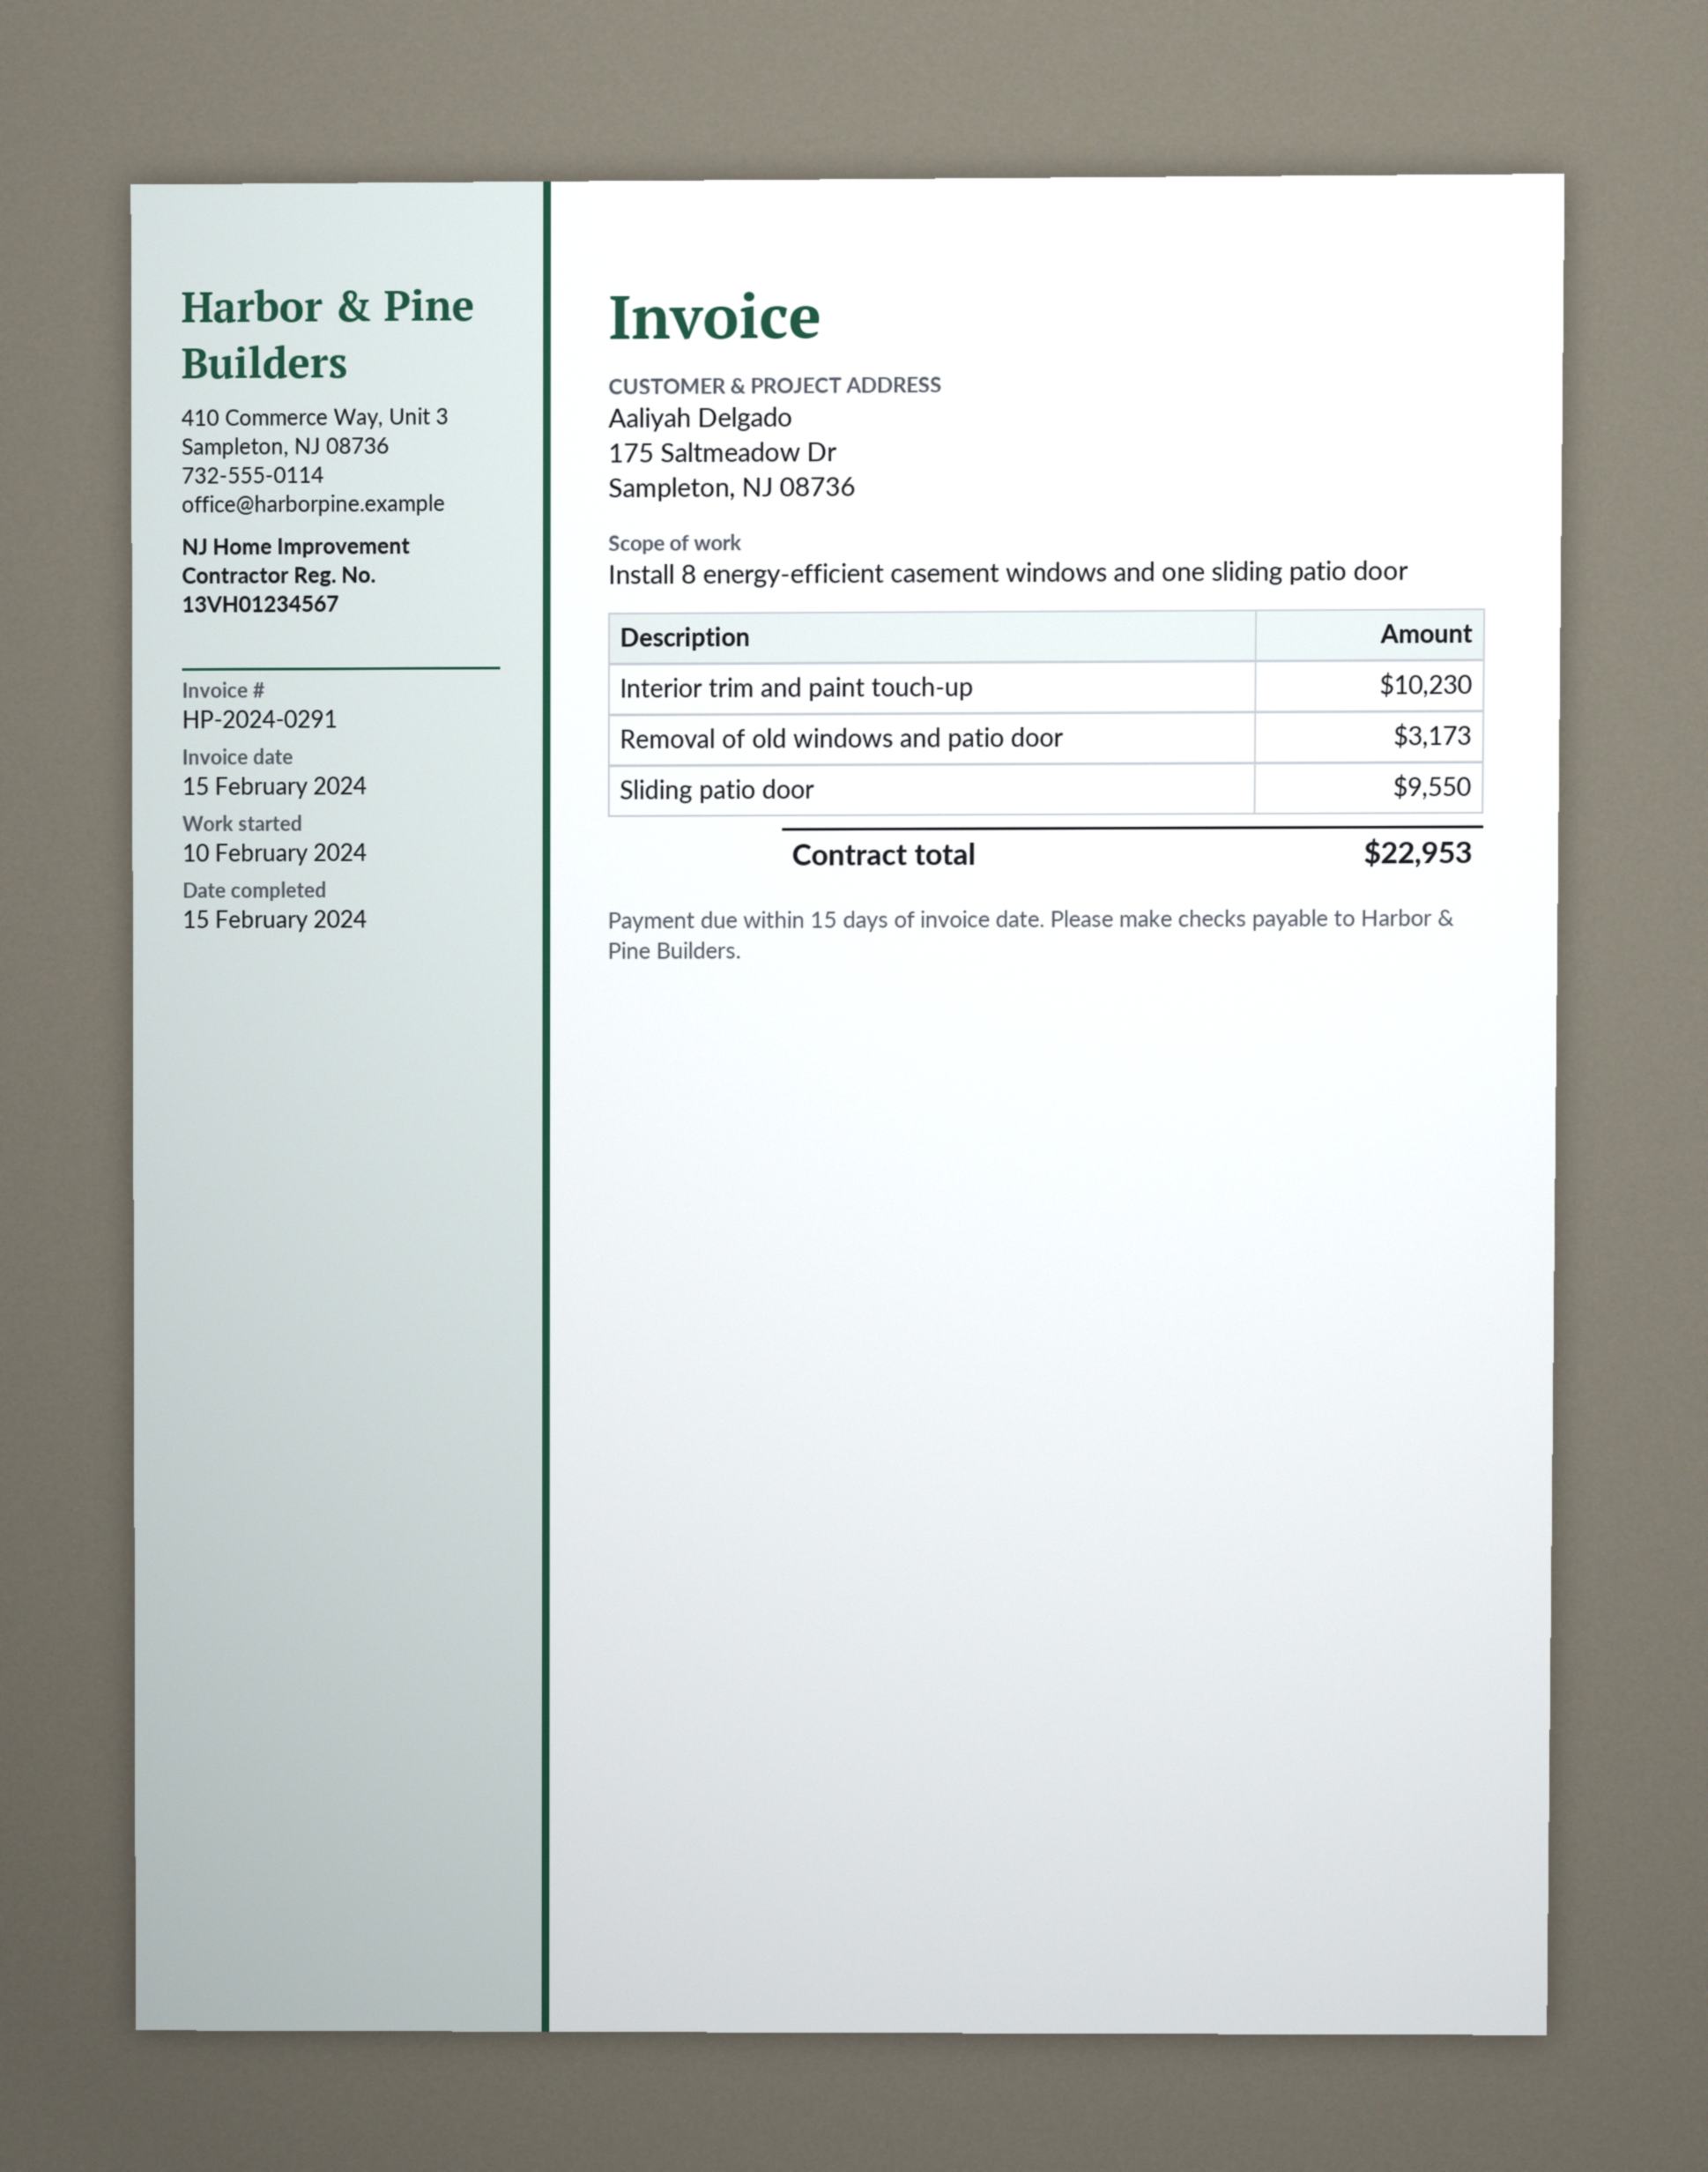 Harbor & Pine
Builders
410 Commerce Way, Unit 3
Sampleton, NJ 08736
732-555-0114
office@harborpine.example
NJ Home Improvement
Contractor Reg. No.
13VH01234567
Invoice #
HP-2024-0291
Invoice date
15 February 2024
Work started
10 February 2024
Date completed
15 February 2024
Invoice
CUSTOMER & PROJECT ADDRESS
Aaliyah Delgado
175 Saltmeadow Dr
Sampleton, NJ 08736
Scope of work
Install 8 energy-efficient casement windows and one sliding patio door
Description Amount
Interior trim and paint touch-up $10,230
Removal of old windows and patio door $3,173
Sliding patio door $9,550
Contract total $22,953
Payment due within 15 days of invoice date. Please make checks payable to Harbor &
Pine Builders.